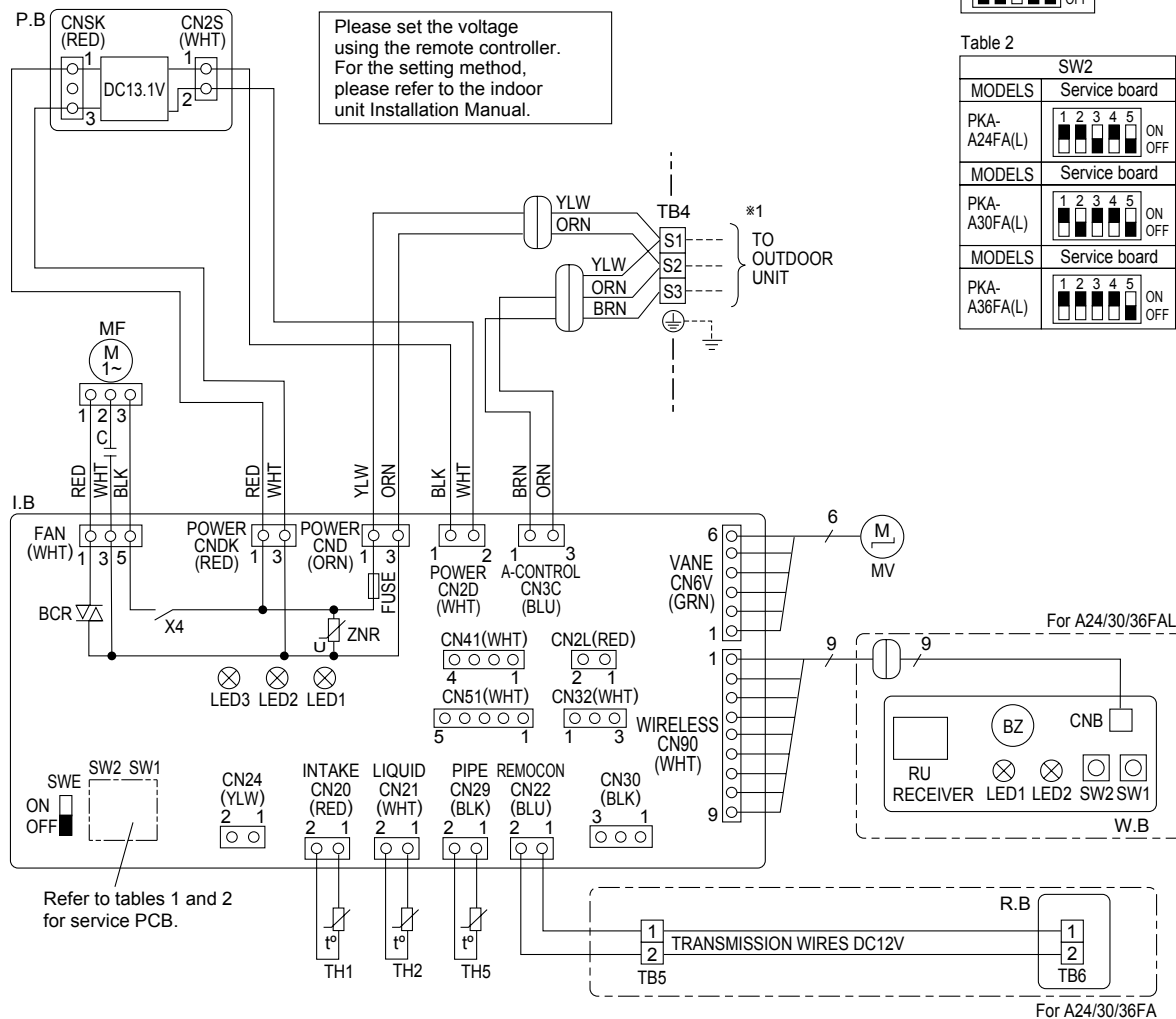 P.B
CNSK
(RED)
CN2S
(WHT)
1
3
DC13.1V
1
2
Please set the voltage
using the remote controller.
For the setting method,
please refer to the indoor
unit Installation Manual.
OFF
Table 2
SW2
MODELS Service board
PKA-
A24FA(L)
1 2 3 4 5
ON
OFF
MODELS Service board
PKA-
A30FA(L)
1 2 3 4 5
ON
OFF
MODELS Service board
PKA-
A36FA(L)
1 2 3 4 5
ON
OFF
YLW
ORN
YLW
ORN
BRN
TB4
S1
S2
S3
※1
TO
OUTDOOR
UNIT
MF
M
1~
1 2 3
C
RED
WHT
BLK
RED
WHT
YLW
ORN
BLK
WHT
BRN
ORN
I.B
FAN
(WHT)
1 3 5
POWER
CNDK
(RED)
1 3
POWER
CND
(ORN)
1 3
FUSE
1 2
POWER
CN2D
(WHT)
1 3
A-CONTROL
CN3C
(BLU)
BCR
X4
U
ZNR
LED3 LED2 LED1
CN41(WHT)
4 1
CN2L(RED)
2 1
CN51(WHT)
5 1
CN32(WHT)
1 3
6
VANE
CN6V
(GRN)
1
6
M
MV
1
WIRELESS
CN90
(WHT)
9
9
9
For A24/30/36FAL
RU
RECEIVER
BZ
CNB
LED1 LED2 SW2 SW1
W.B
SWE
ON
OFF
SW2 SW1
CN24
(YLW)
2 1
INTAKE
CN20
(RED)
2 1
LIQUID
CN21
(WHT)
2 1
PIPE
CN29
(BLK)
2 1
REMOCON
CN22
(BLU)
2 1
CN30
(BLK)
3 1
Refer to tables 1 and 2
for service PCB.
t°
TH1
t°
TH2
t°
TH5
R.B
1
2
TB5
TRANSMISSION WIRES DC12V
1
2
TB6
For A24/30/36FA